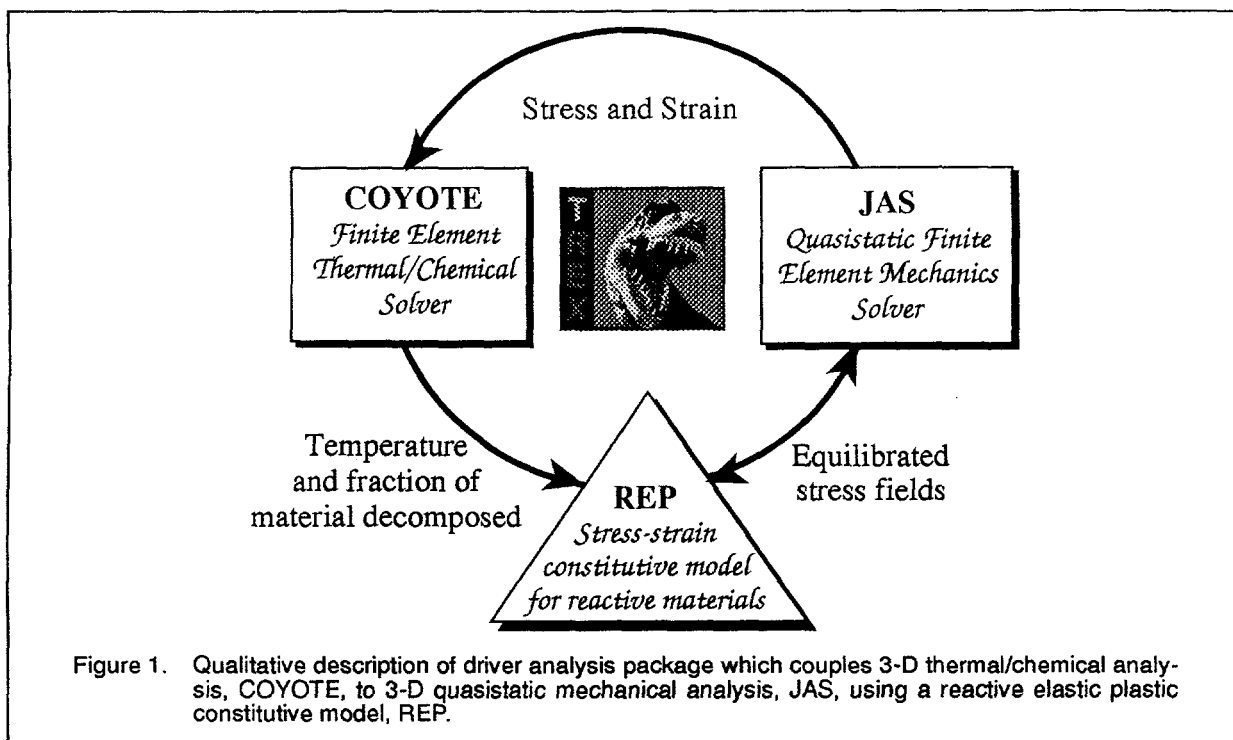 Stress and Strain
COYOTE
Finite Element
Thermal/Chemical
Solver
JAS
Quasistatic Finite
Element Mechanics
Solver
Temperature
and fraction of
material decomposed
REP
Stress-strain
constitutive model
for reactive materials
Equilibrated
stress fields
Figure 1. Qualitative description of driver analysis package which couples 3-D thermal/chemical analy-
sis, COYOTE, to 3-D quasistatic mechanical analysis, JAS, using a reactive elastic plastic
constitutive model, REP.